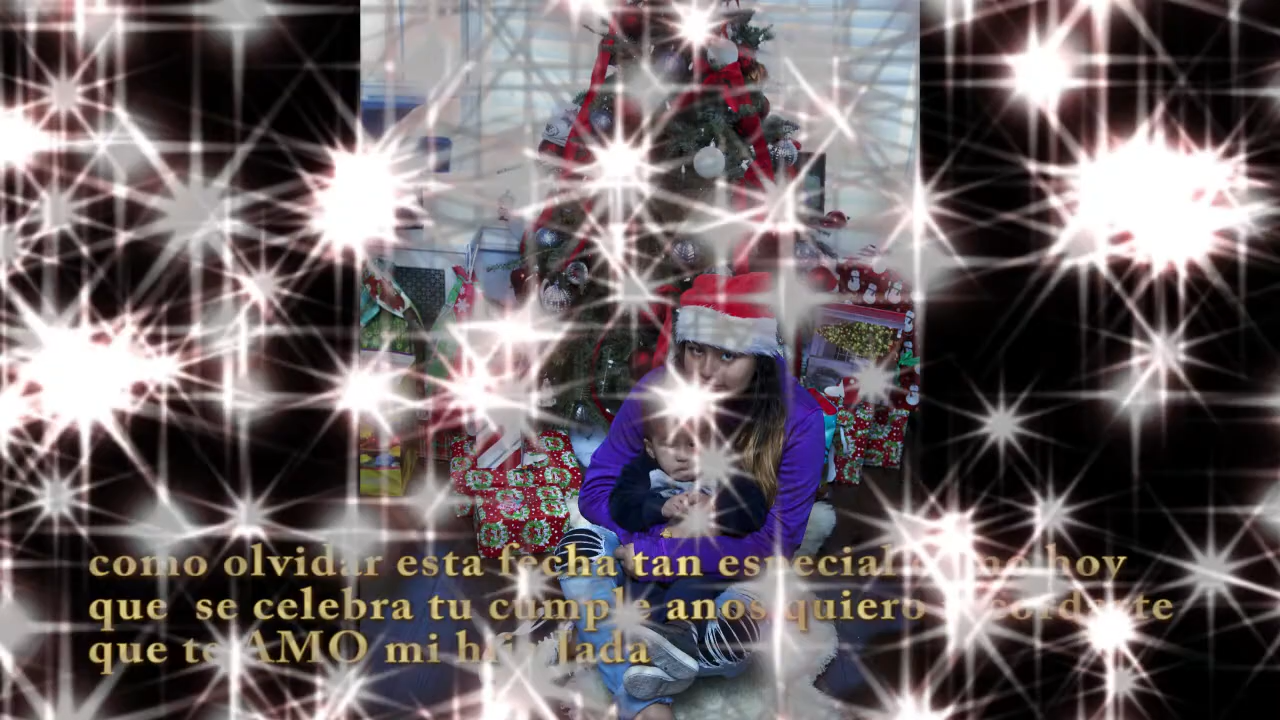 como olvidar esta fecha tan especial hoy
que se celebra tu cumple anos quiero
que te AMO mi